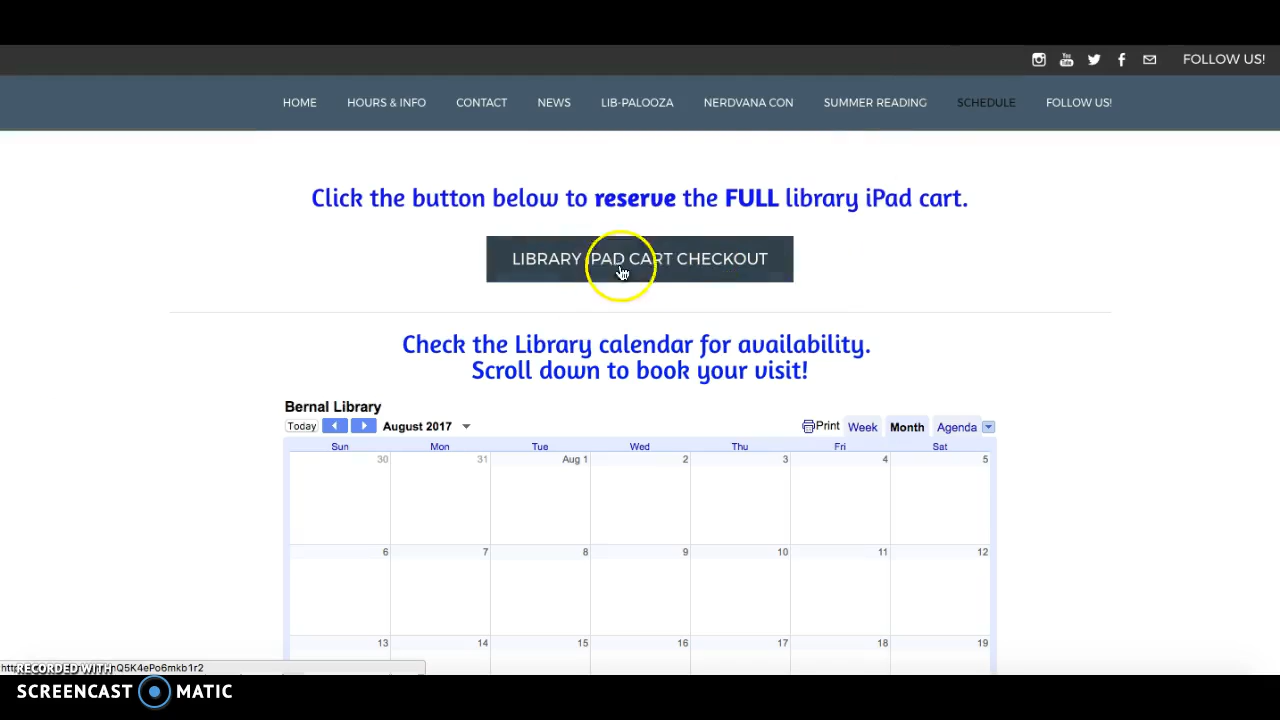 FOLLOW US!
HOME HOURS & INFO CONTACT NEWS LIB-PALOOZA NERDVANA CON SUMMER READING SCHEDULE FOLLOW US!
Click the button below to reserve the FULL library iPad cart.
LIBRARY IPAD CART CHECKOUT
Check the Library calendar for availability.
Scroll down to book your visit!
Bernal Library
Today August 2017 Print Week Month Agenda
Sun Mon Tue Wed Thu Fri Sat
30 31 Aug 1 2 3 4 5
6 7 8 9 10 11 12
13 14 15 16 17 18 19
RECORDED WITH
SCREENCAST MATIC